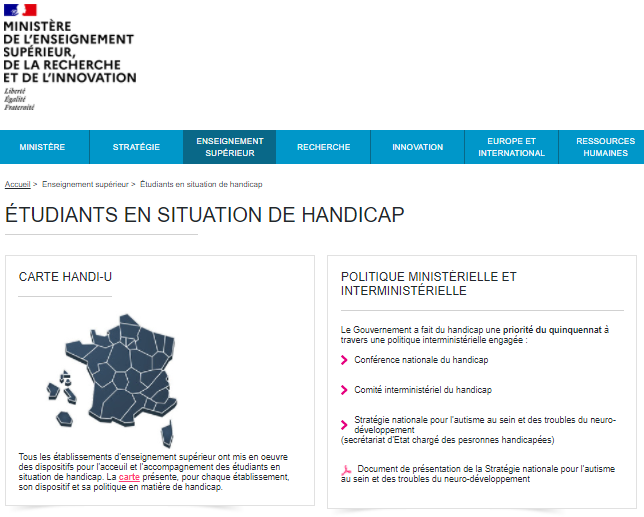 MINISTÈRE
DE L'ENSEIGNEMENT
SUPÉRIEUR,
DE LA RECHERCHE
ET DE L'INNOVATION
Liberté
Égalité
Fraternité
MINISTÈRE
STRATÉGIE
ENSEIGNEMENT
SUPÉRIEUR
RECHERCHE
INNOVATION
EUROPE ET
INTERNATIONAL
RESSOURCES
HUMAINES
Accueil > Enseignement supérieur > Étudiants en situation de handicap
ÉTUDIANTS EN SITUATION DE HANDICAP
CARTE HANDI-U
Tous les établissements d'enseignement supérieur ont mis en oeuvre
des dispositifs pour l'acceuil et l'accompagnement des étudiants en
situation de handicap. La carte présente, pour chaque établissement,
son dispositif et sa politique en matière de handicap.
POLITIQUE MINISTÉRIELLE ET
INTERMINISTÉRIELLE
Le Gouvernement a fait du handicap une priorité du quinquennat à
travers une politique interministérielle engagée :
Conférence nationale du handicap
Comité interministériel du handicap
Stratégie nationale pour l'autisme au sein et des troubles du neuro-
développement
(secrétariat d'Etat chargé des pesronnes handicapées)
Document de présentation de la Stratégie nationale pour l'autisme
au sein et des troubles du neuro-développement